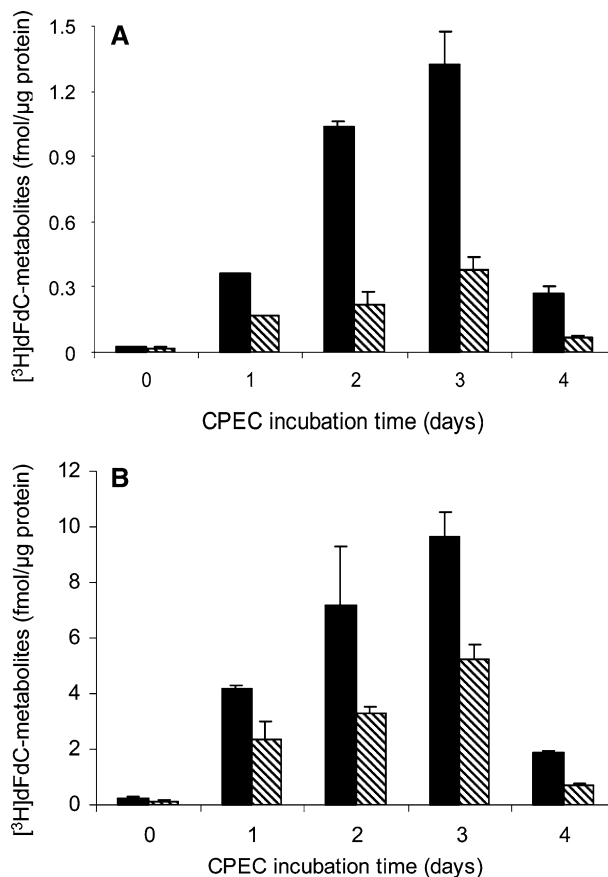 A
[³H]dFdC-metabolites (fmol/µg protein)
1.5
1.2
0.9
0.6
0.3
0
0 1 2 3 4
CPEC incubation time (days)
B
[³H]dFdC-metabolites (fmol/µg protein)
12
10
8
6
4
2
0
0 1 2 3 4
CPEC incubation time (days)